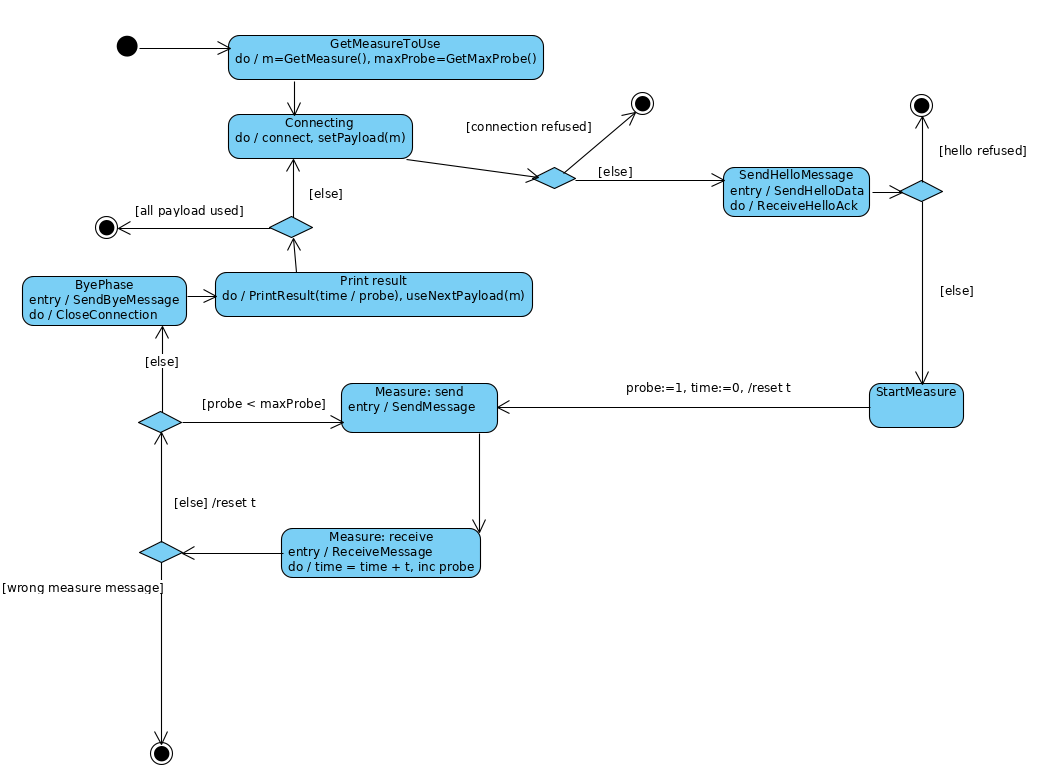 GetMeasureToUse
do / m=GetMeasure(), maxProbe=GetMaxProbe()
Connecting
do / connect, setPayload(m)
[connection refused]
[else]
SendHelloMessage
entry / SendHelloData
do / ReceiveHelloAck
[hello refused]
[else]
[else]
[all payload used]
ByePhase
entry / SendByeMessage
do / CloseConnection
Print result
do / PrintResult(time / probe), useNextPayload(m)
[else]
[probe < maxProbe]
Measure: send
entry / SendMessage
probe:=1, time:=0, /reset t
StartMeasure
[else] /reset t
Measure: receive
entry / ReceiveMessage
do / time = time + t, inc probe
[wrong measure message]